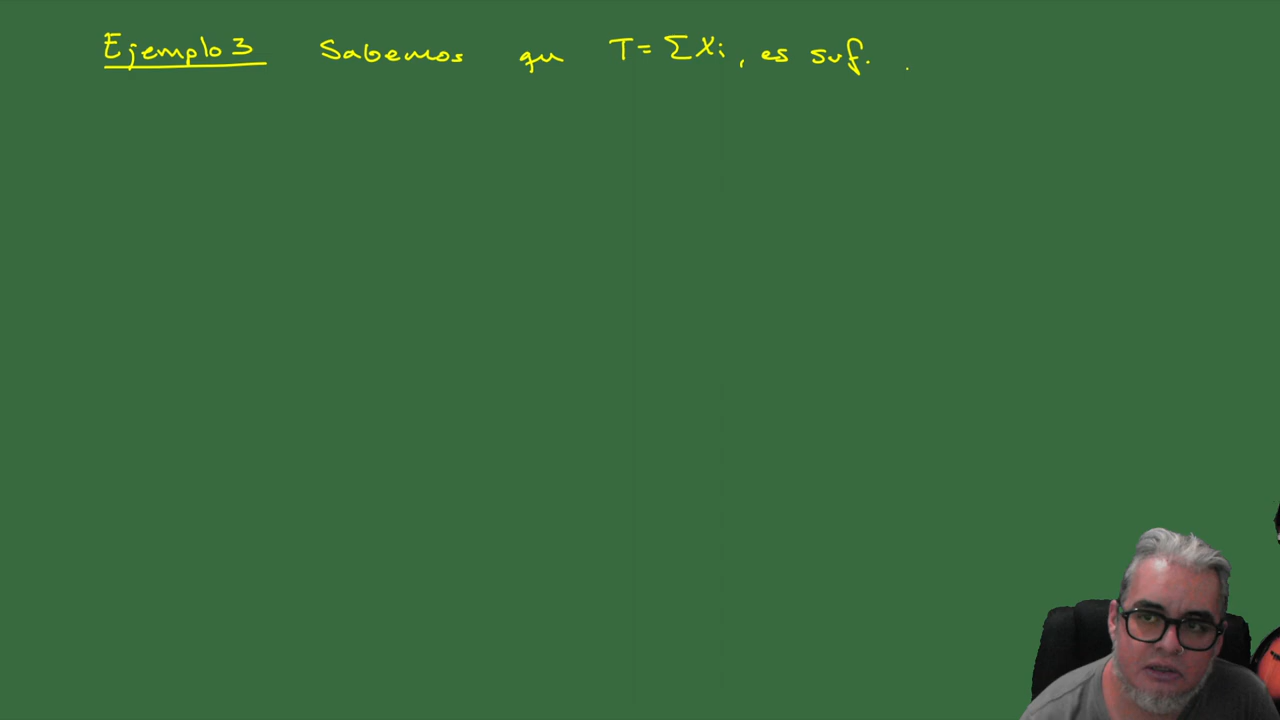 Ejemplo 3 Sabemos qu T = ΣXi, es suf.